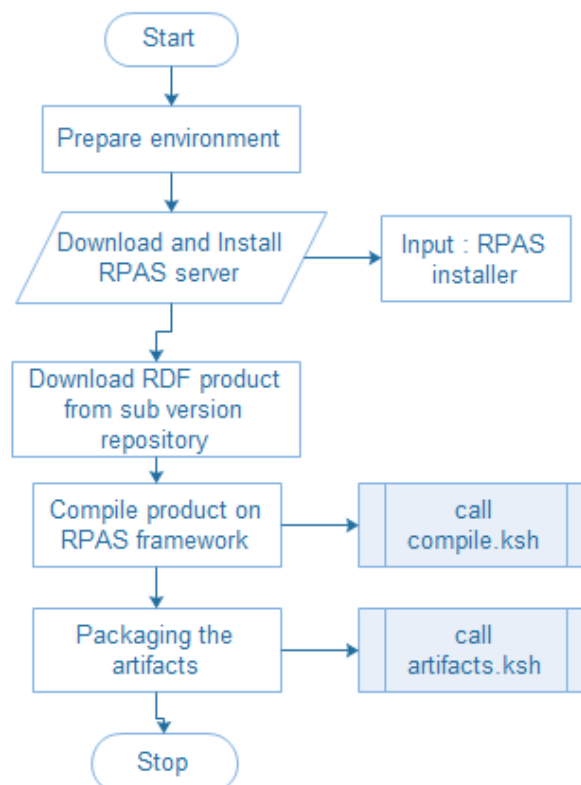 Start
Prepare environment
Download and Install
RPAS server
Input : RPAS
installer
Download RDF product
from sub version
repository
Compile product on
RPAS framework
call
compile.ksh
Packaging the
artifacts
call
artifacts.ksh
Stop